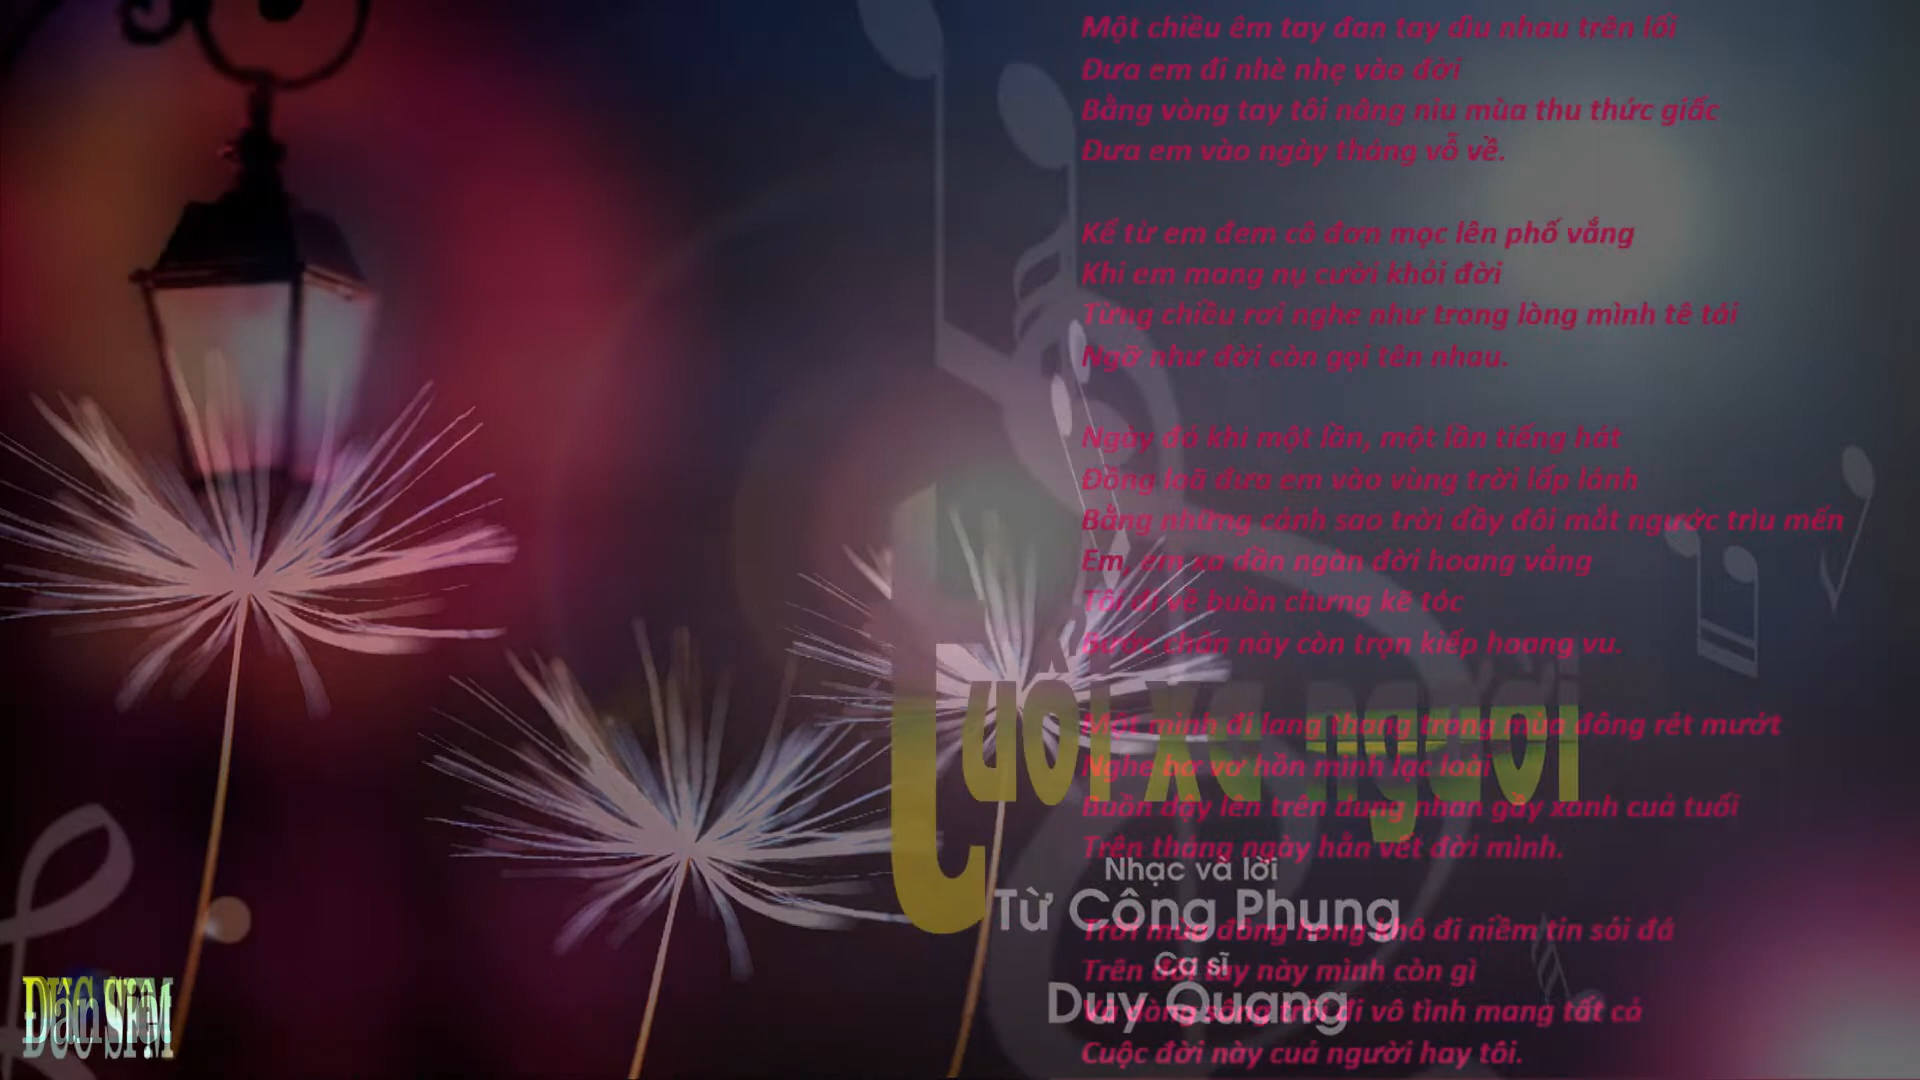 Một chiều êm tay đan tay dìu nhau trên lối
Đưa em đi nhè nhẹ vào đời
Bằng vòng tay tôi nâng niu mùa thu thức giấc
Đưa em vào ngày tháng vỗ về.
Kể từ em đem cô đơn mọc lên phố vắng
Khi em mang nụ cười khỏi đời
Từng chiều rơi nghe như trong lòng mình tê tái
Ngỡ như đời còn gọi tên nhau.
Ngày đó khi một lần, một lần tiếng hát
Đồng loã đưa em vào vùng trời lấp lánh
Bằng những cánh sao trời đầy đôi mắt ngước trìu mến
Em, em xa dần ngàn đời hoang vắng
Tôi đi về buồn chưng kẽ tóc
Bước chân này còn trọn kiếp hoang vu.
Một mình đi lang thang trong mùa đông rét mướt
Nghe bơ vơ hồn mình lạc loài
Buồn dậy lên trên dung nhan gầy xanh cuả tuổi
Trên tháng ngày hằn vết đời mình.
Trời mùa đông khô đi niềm tin sỏi đá
Trên tay này mình còn gì
Và dòng sông trôi đi vô tình mang tất cả
Cuộc đời này cuả người hay tôi.
xa người
Nhạc và lời
Từ Công Phụng
Ca sĩ
Duy Quang